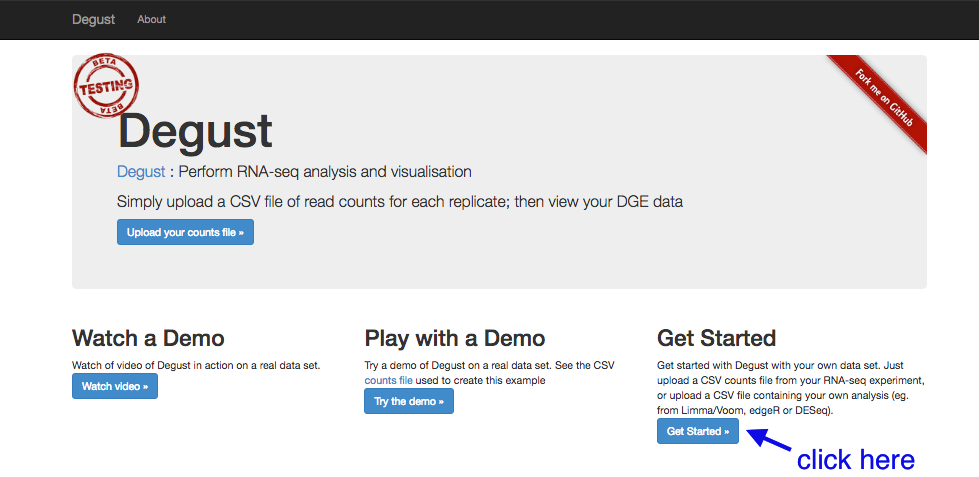 Degust About
BETA
TESTING
BETA
Fork me on GitHub
Degust
Degust : Perform RNA-seq analysis and visualisation
Simply upload a CSV file of read counts for each replicate; then view your DGE data
Upload your counts file »
Watch a Demo
Watch of video of Degust in action on a real data set.
Watch video »
Play with a Demo
Try a demo of Degust on a real data set. See the CSV
counts file used to create this example
Try the demo »
Get Started
Get started with Degust with your own data set. Just
upload a CSV counts file from your RNA-seq experiment,
or upload a CSV file containing your own analysis (eg.
from Limma/Voom, edgeR or DESeq).
Get Started »
click here